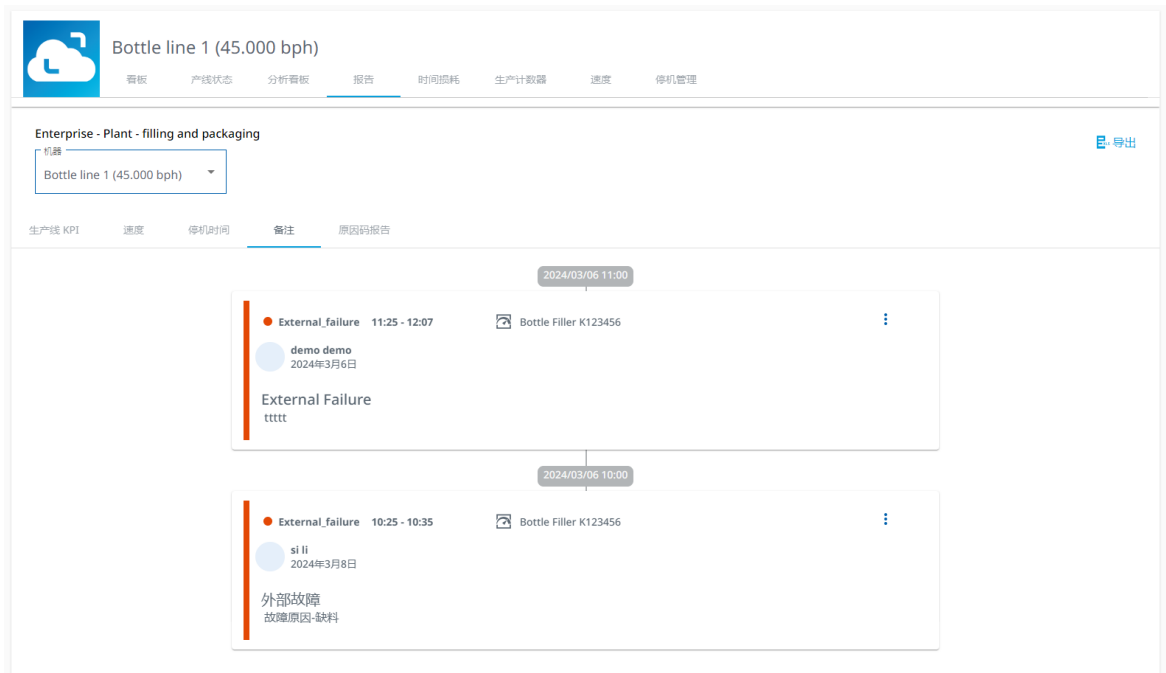 Bottle line 1 (45.000 bph)
看板 产线状态 分析看板 报告 时间损耗 生产计数器 速度 停机管理
Enterprise - Plant - filling and packaging
导出
机器
Bottle line 1 (45.000 bph)
生产线 KPI 速度 停机时间 备注 原因码报告
2024/03/06 11:00
External_failure 11:25 - 12:07 Bottle Filler K123456
demo demo
2024年3月6日
External Failure
ttttt
2024/03/06 10:00
External_failure 10:25 - 10:35 Bottle Filler K123456
si li
2024年3月8日
外部故障
故障原因-缺料